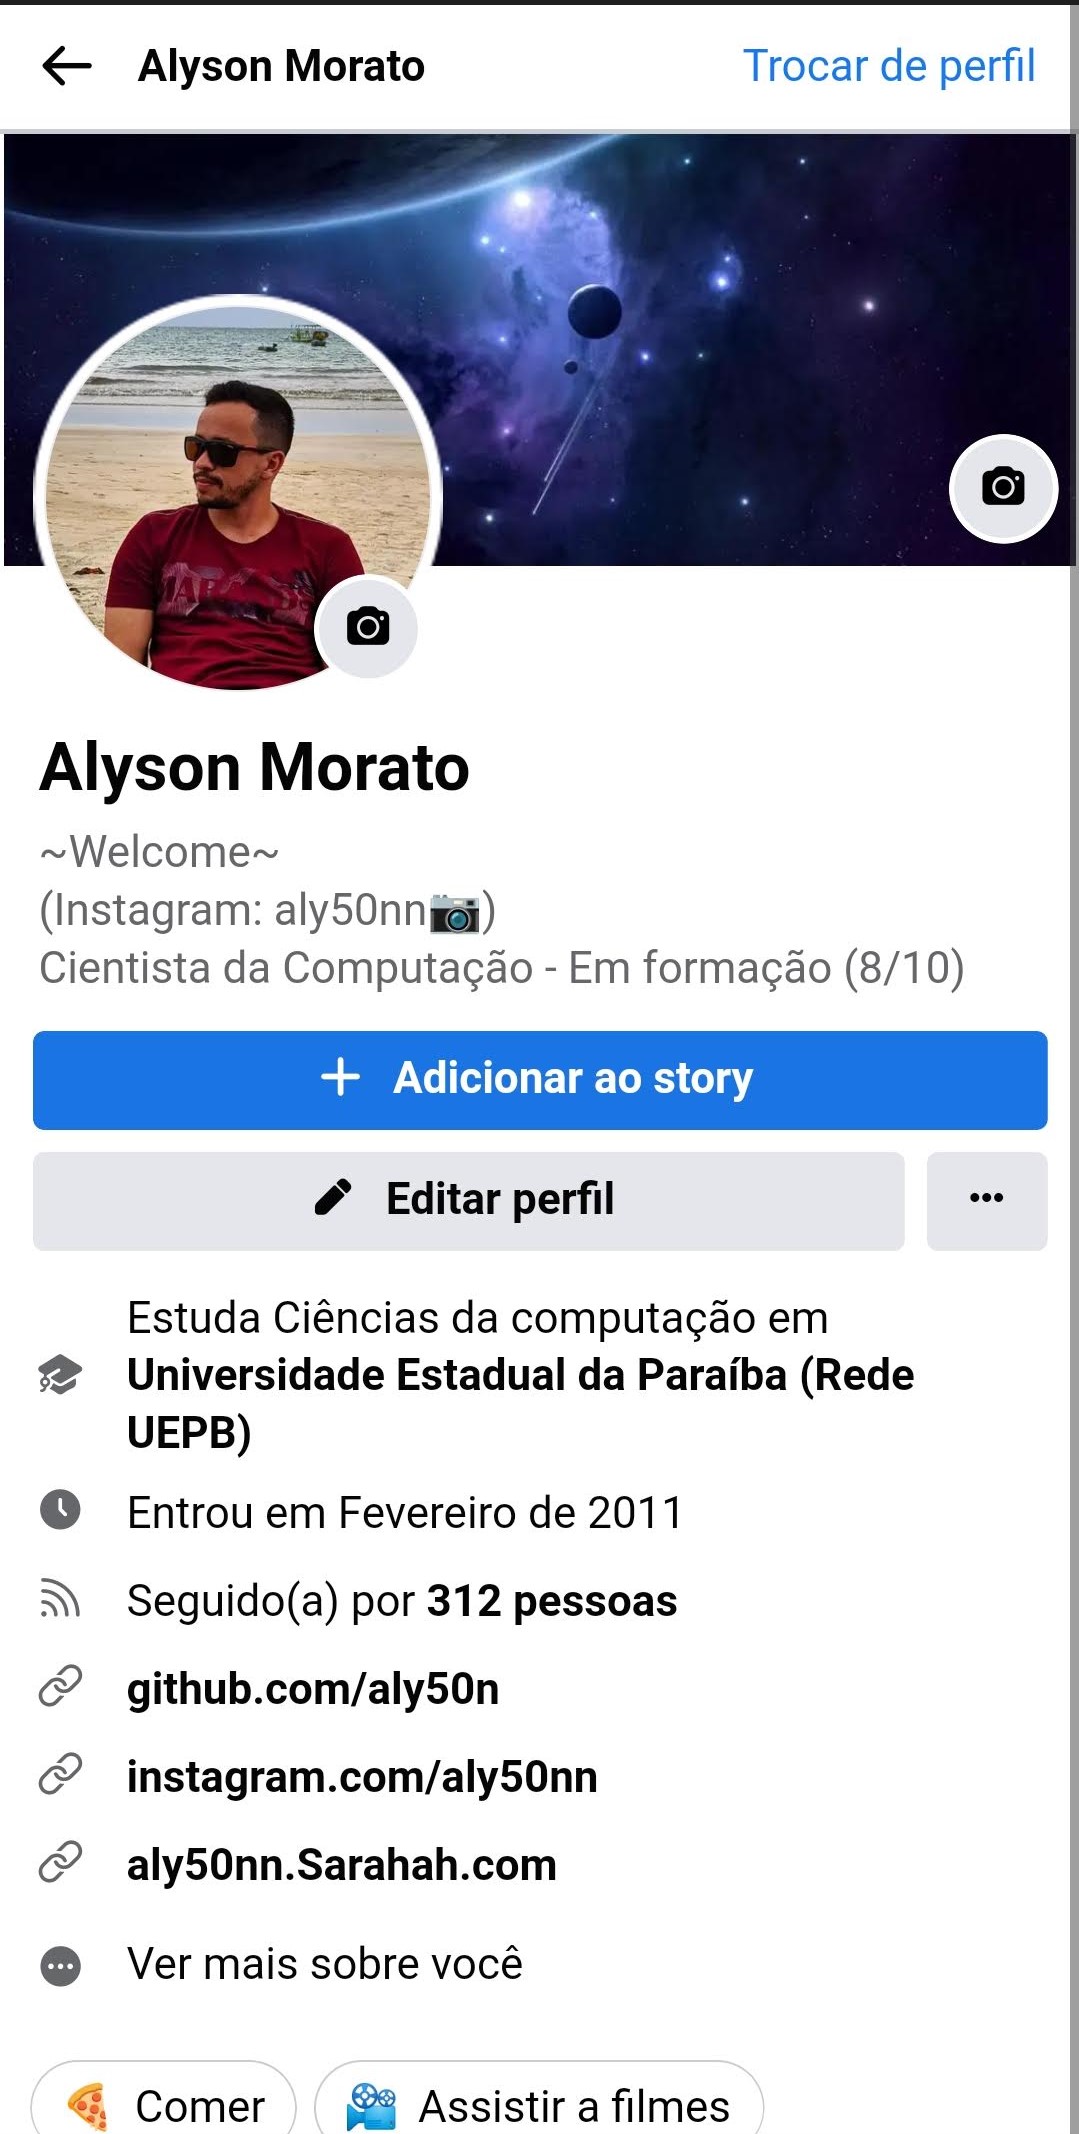 Alyson Morato
Trocar de perfil
Alyson Morato
~Welcome~
(Instagram: aly50nn📷)
Cientista da Computação - Em formação (8/10)
Adicionar ao story
Editar perfil
Estuda Ciências da computação em
Universidade Estadual da Paraíba (Rede
UEPB)
Entrou em Fevereiro de 2011
Seguido(a) por 312 pessoas
github.com/aly50n
instagram.com/aly50nn
aly50nn.Sarahah.com
Ver mais sobre você
🍕 Comer
🎥 Assistir a filmes